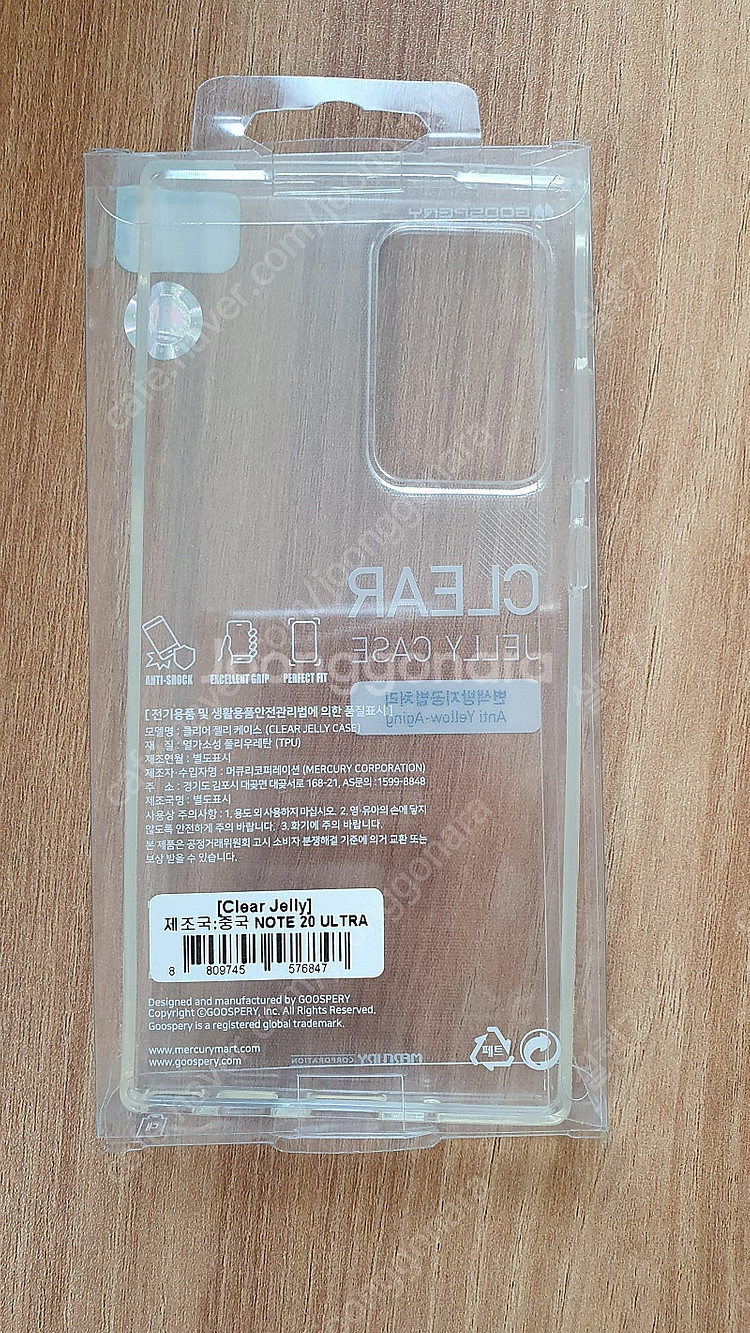 GOOSPERY
CLEAR
JELLY CASE
ANTI-SHOCK EXCELLENT GRIP PERFECT FIT
변색방지공법처리
Anti Yellow-Aging
joonggonara
[ 전기용품 및 생활용품안전관리법에 의한 품질표시 ]
모델명 : 클리어 젤리 케이스 (CLEAR JELLY CASE)
재 질 : 열가소성 폴리우레탄 (TPU)
제조연월 : 별도표시
제조자·수입자명 : 머큐리코퍼레이션 (MERCURY CORPORATION)
주 소 : 경기도 김포시 대곶면 대곶서로 168-21, AS문의 : 1599-8848
제조국명 : 별도표시
사용상 주의사항 : 1. 용도 외 사용하지 마십시오. 2. 영·유아의 손에 닿지
않도록 안전하게 주의 바랍니다. 3. 화기에 주의 바랍니다.
본 제품은 공정거래위원회 고시 소비자 분쟁해결 기준에 의거 교환 또는
보상 받을 수 있습니다.
[Clear Jelly]
제조국:중국 NOTE 20 ULTRA
8 809745 576847
Designed and manufactured by GOOSPERY
Copyright ©GOOSPERY, Inc. All Rights Reserved.
Goospery is a registered global trademark.
www.mercurymart.com
www.goospery.com
MERCURY CORPORATION
페트
cafe.naver.com/joonggonara